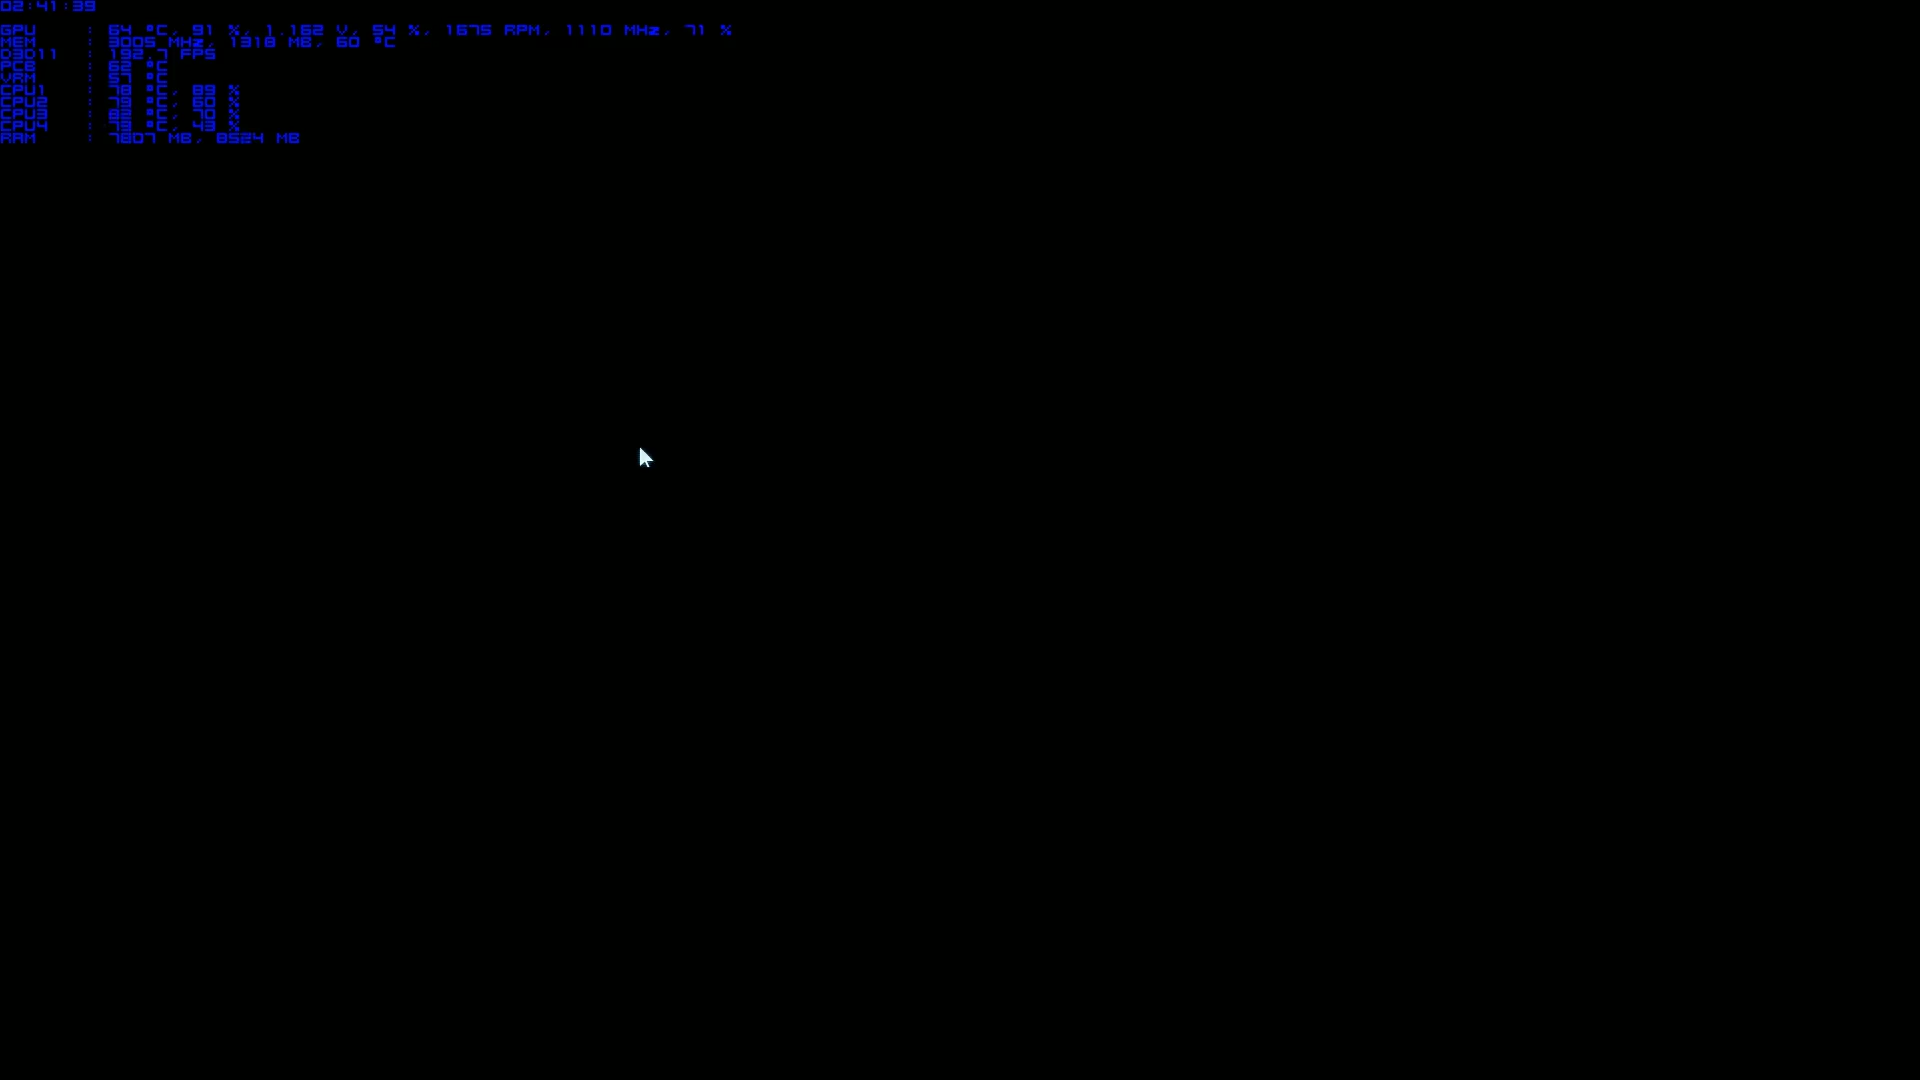 02:41:39
GPU : 64 °C, 91 %, 1.162 V, 54 %, 1675 RPM, 1110 MHz, 71 %
MEM : 3005 MHz, 1318 MB, 60 °C
D3D11 : 192.7 FPS
PCB : 62 °C
VRM : 57 °C
CPU1 : 78 °C, 89 %
CPU2 : 79 °C, 60 %
CPU3 : 82 °C, 70 %
CPU4 : 79 °C, 43 %
RAM : 7807 MB, 8524 MB